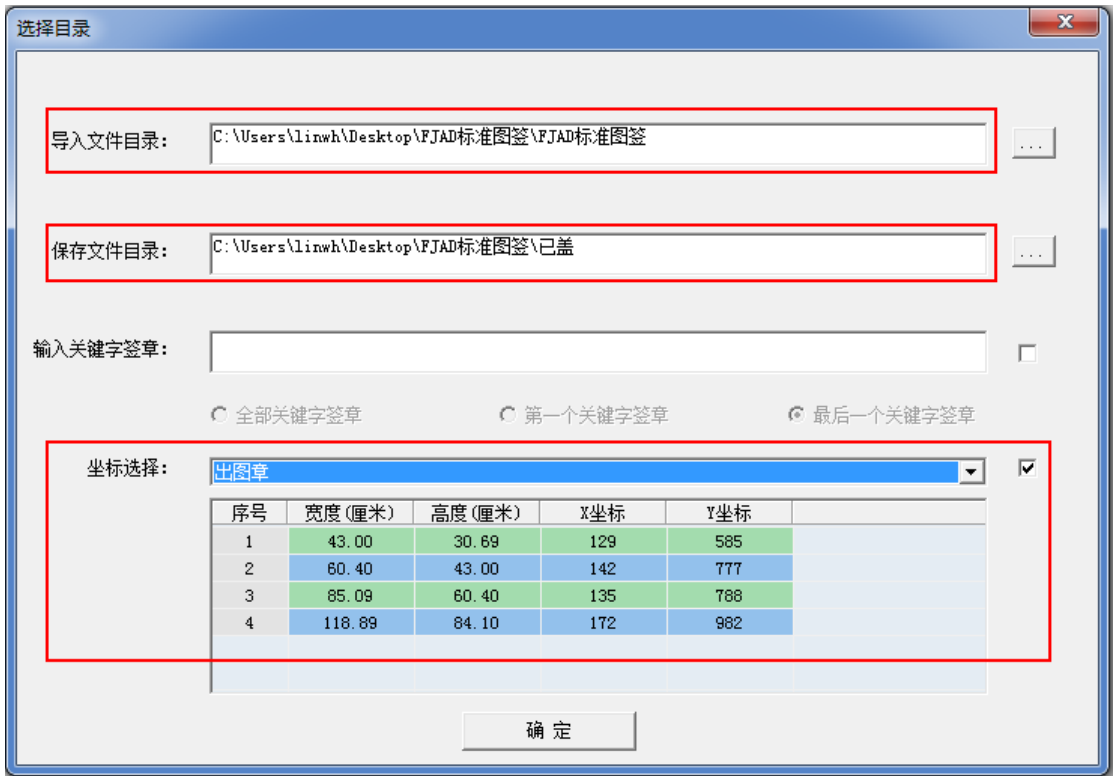 选择目录
导入文件目录： C:\Users\linwh\Desktop\FJAD标准图签\FJAD标准图签 ...
保存文件目录： C:\Users\linwh\Desktop\FJAD标准图签\已盖 ...
输入关键字签章：
全部关键字签章 第一个关键字签章 最后一个关键字签章
坐标选择： 出图章
序号 宽度(厘米) 高度(厘米) X坐标 Y坐标
1 43.00 30.69 129 585
2 60.40 43.00 142 777
3 85.09 60.40 135 788
4 118.89 84.10 172 982
确 定